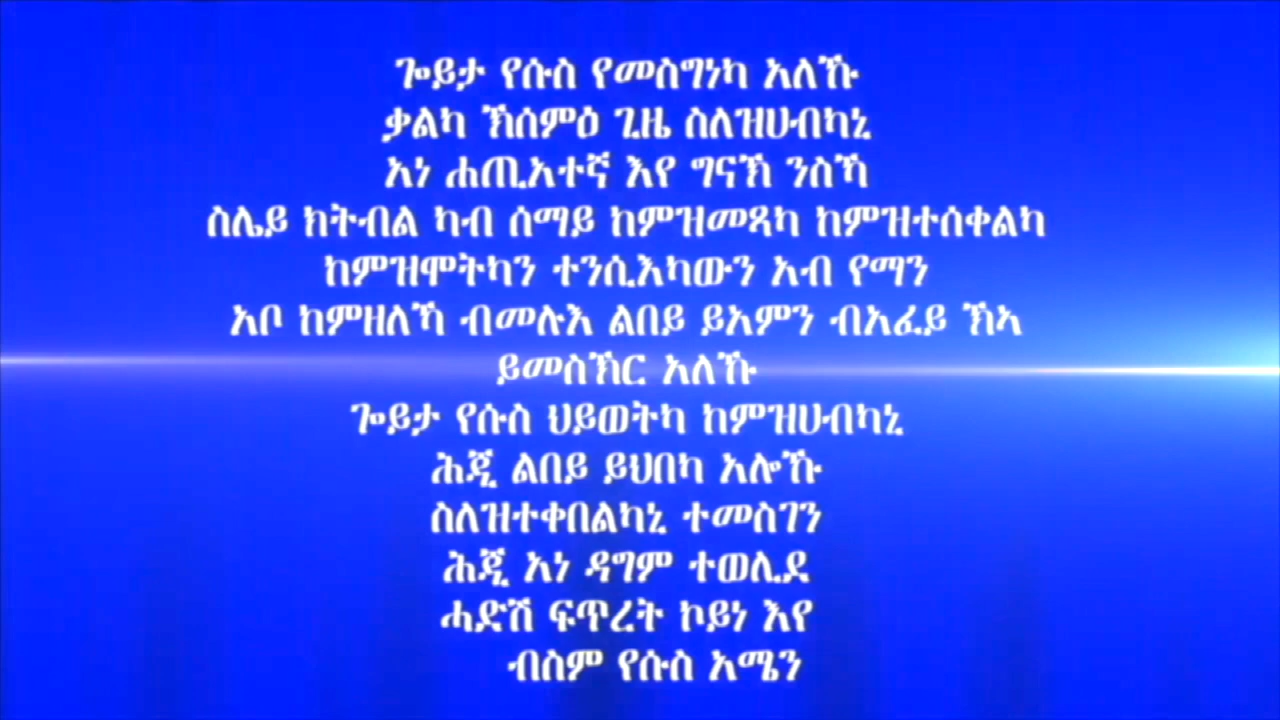 ጐይታ የሱስ የመስግነካ አለኹ
ቃልካ ኽሰምዕ ጊዜ ስለዝሀብካኒ
አነ ሐጢአተኛ እየ ግናኽ ንስኻ
ስሌይ ክትብል ካብ ሰማይ ከምዝመጻካ ከምዝተሰቀልካ
ከምዝሞትካን ተንሲእካውን አብ የማን
አቦ ከምዘለኻ ብመሉእ ልበይ ይአምን ብአፈይ ኽኣ
ይመስኽር አለኹ
ጐይታ የሱስ ህይወትካ ከምዝሀብካኒ
ሕጂ ልበይ ይህበካ አሎኹ
ስለዝተቀበልካኒ ተመስገን
ሕጂ አነ ዳግም ተወሊደ
ሓድሽ ፍጥረት ኮይነ እየ
ብስም የሱስ አሜን